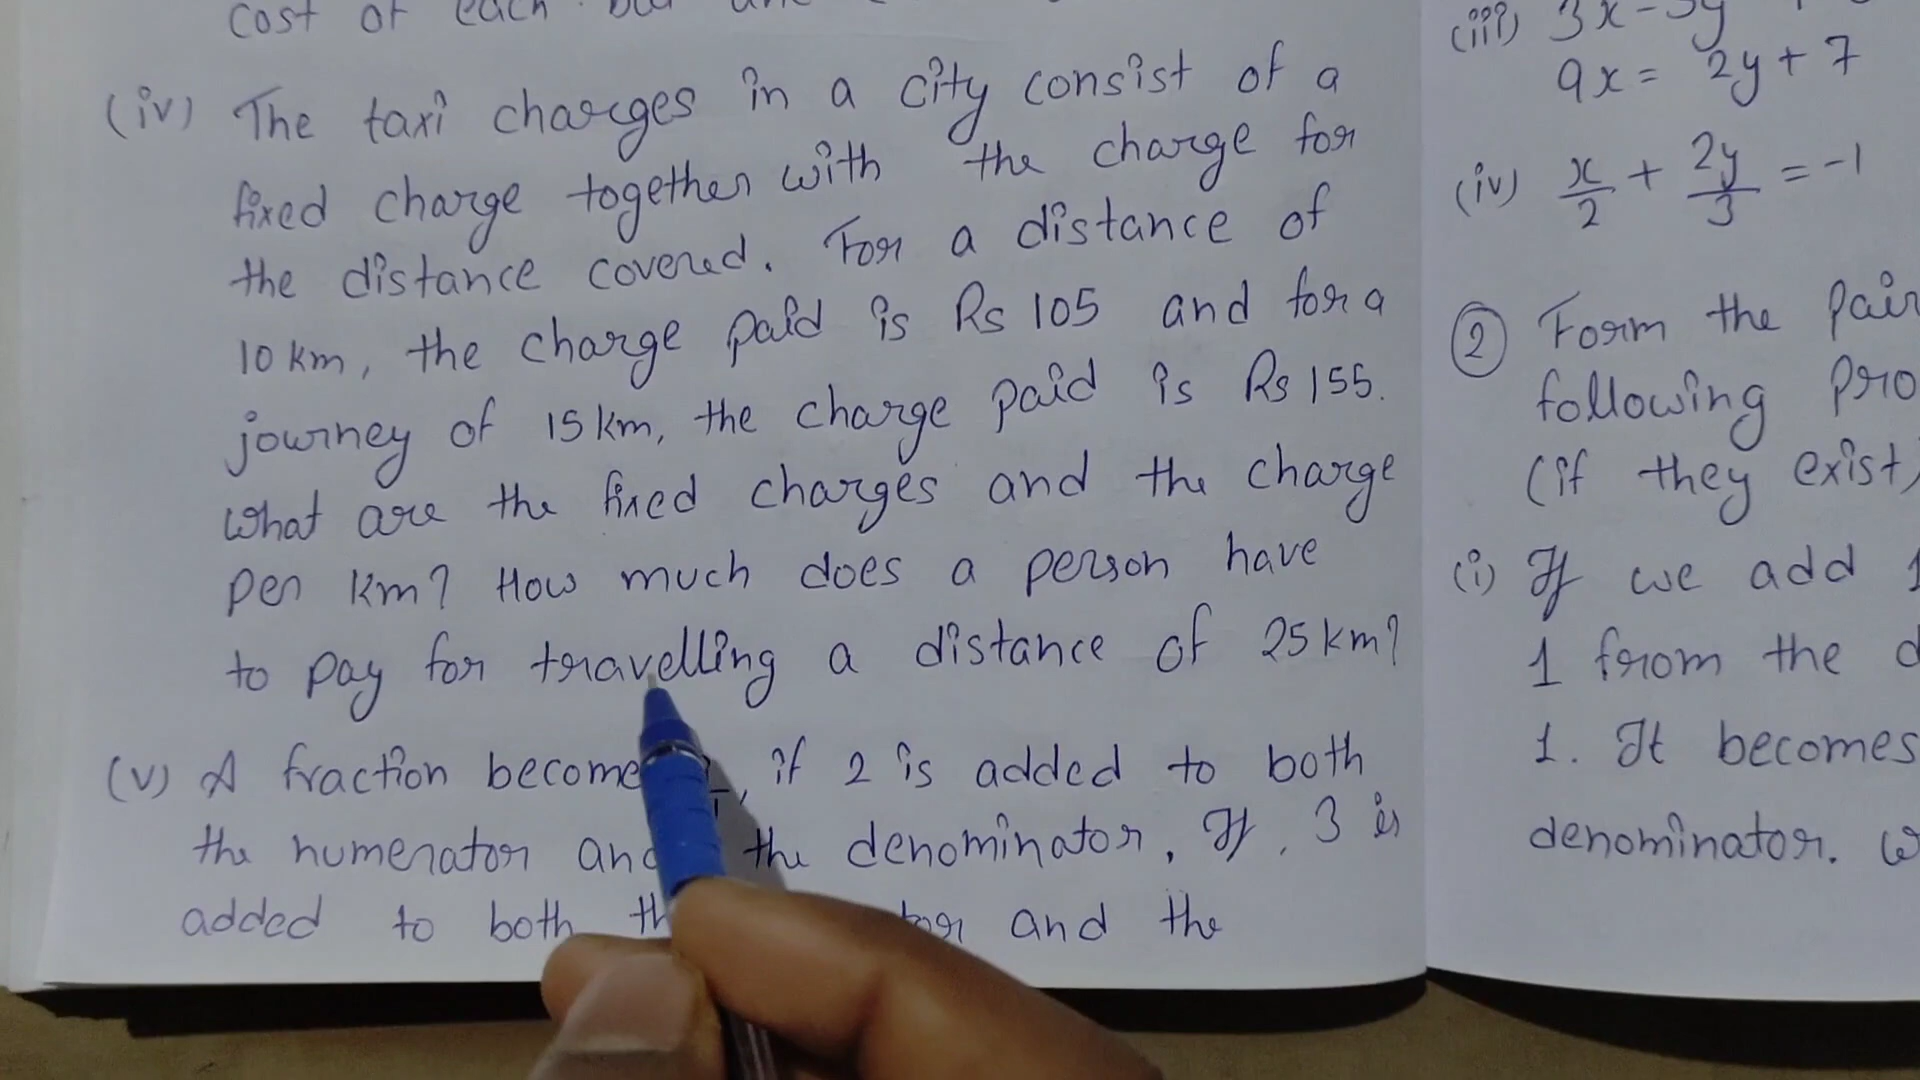 cost of each
(iv) The taxi charges in a city consist of a
fixed charge together with the charge for
the distance covered. For a distance of
10 km, the charge paid is Rs 105 and for a
journey of 15 km, the charge paid is Rs 155.
What are the fixed charges and the charge
per km? How much does a person have
to pay for travelling a distance of 25 km?
(v) A fraction become if 2 is added to both
the numerator and the denominator. If, 3 is
added to both and the
(iii) 3x -
9x = 2y + 7
(iv) x/2 + 2y/3 = -1
② Form the pair
following
(if they exist)
(i) If we add 1
1 from the
1. It becomes
denominator.